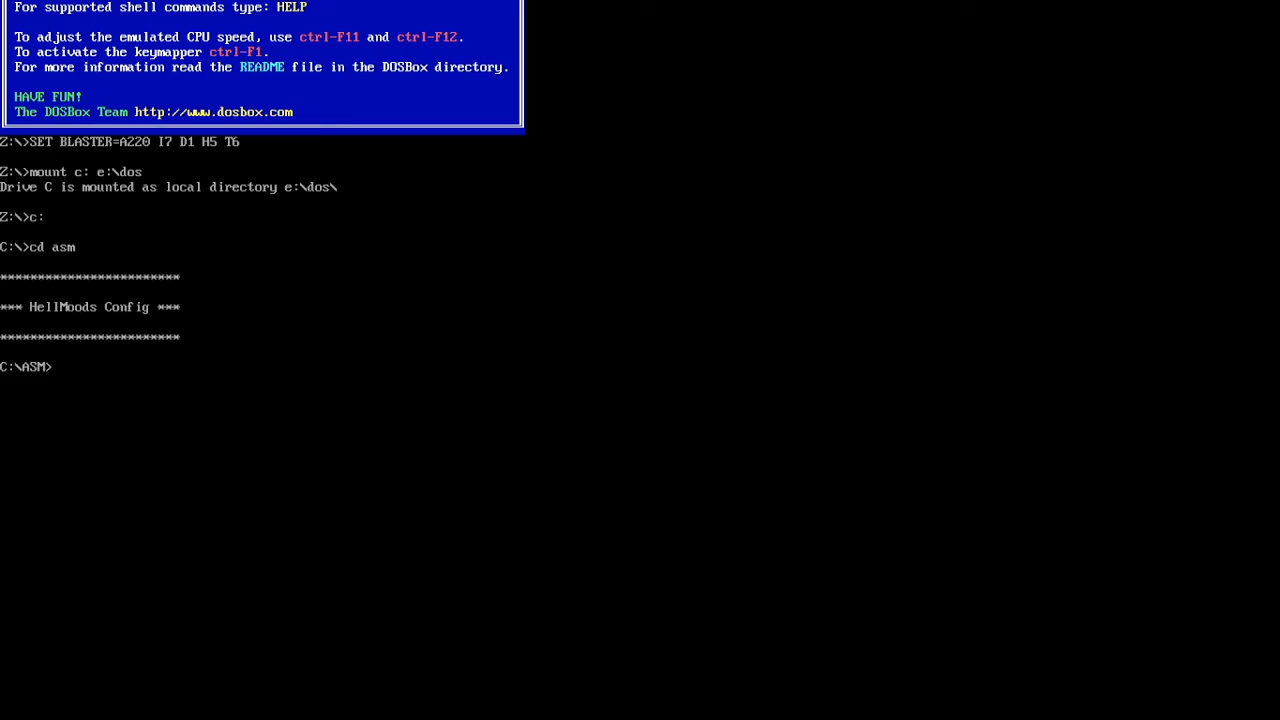 For supported shell commands type: HELP
To adjust the emulated CPU speed, use ctrl-F11 and ctrl-F12.
To activate the keymapper ctrl-F1.
For more information read the README file in the DOSBox directory.
HAVE FUN!
The DOSBox Team http://www.dosbox.com
Z:\>SET BLASTER=A220 I7 D1 H5 T6
Z:\>mount c: e:\dos
Drive C is mounted as local directory e:\dos\
Z:\>c:
C:\>cd asm
************************
*** HellMoods Config ***
************************
C:\ASM>